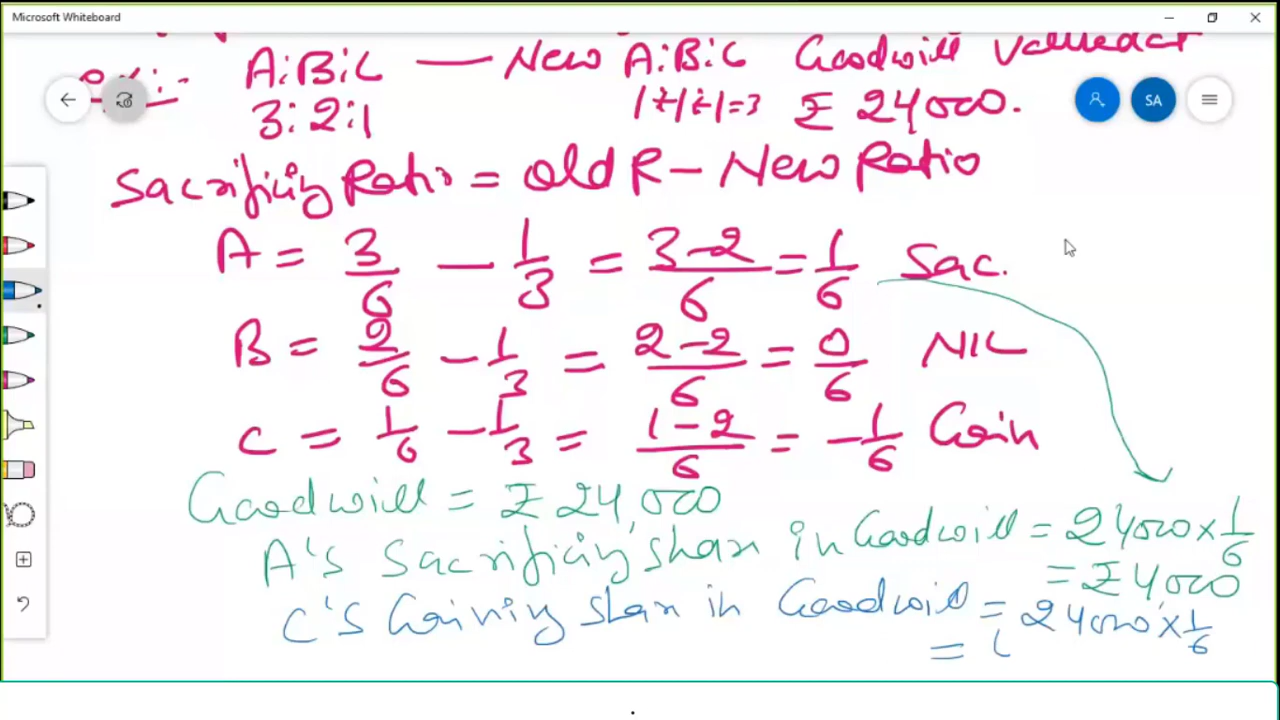 Microsoft Whiteboard
A:B:C — New A:B:C Goodwill valued at
3:2:1 1+1+1=3 ₹ 24000.
SA
Sacrificing Ratio = Old R - New Ratio
A = 3/6 - 1/3 = 3-2/6 = 1/6 Sac.
B = 2/6 - 1/3 = 2-2/6 = 0/6 NIL
C = 1/6 - 1/3 = 1-2/6 = -1/6 Gain
Goodwill = ₹ 24,000
A's Sacrificing share in Goodwill = 24000 × 1/6
= ₹ 4000
C's Gaining share in Goodwill = 24000 × 1/6
=